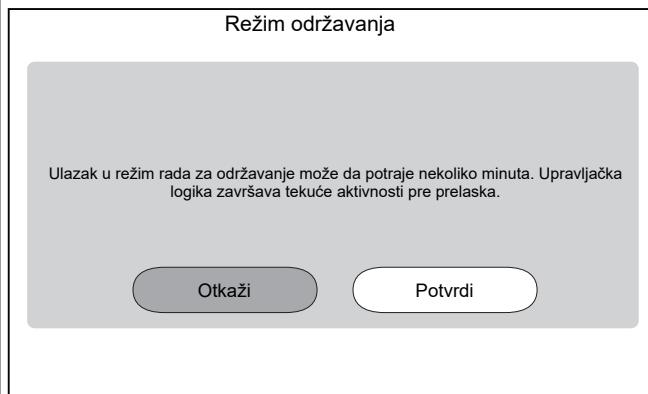 Režim održavanja
Ulazak u režim rada za održavanje može da potraje nekoliko minuta. Upravljačka
logika završava tekuće aktivnosti pre prelaska.
Otkaži
Potvrdi